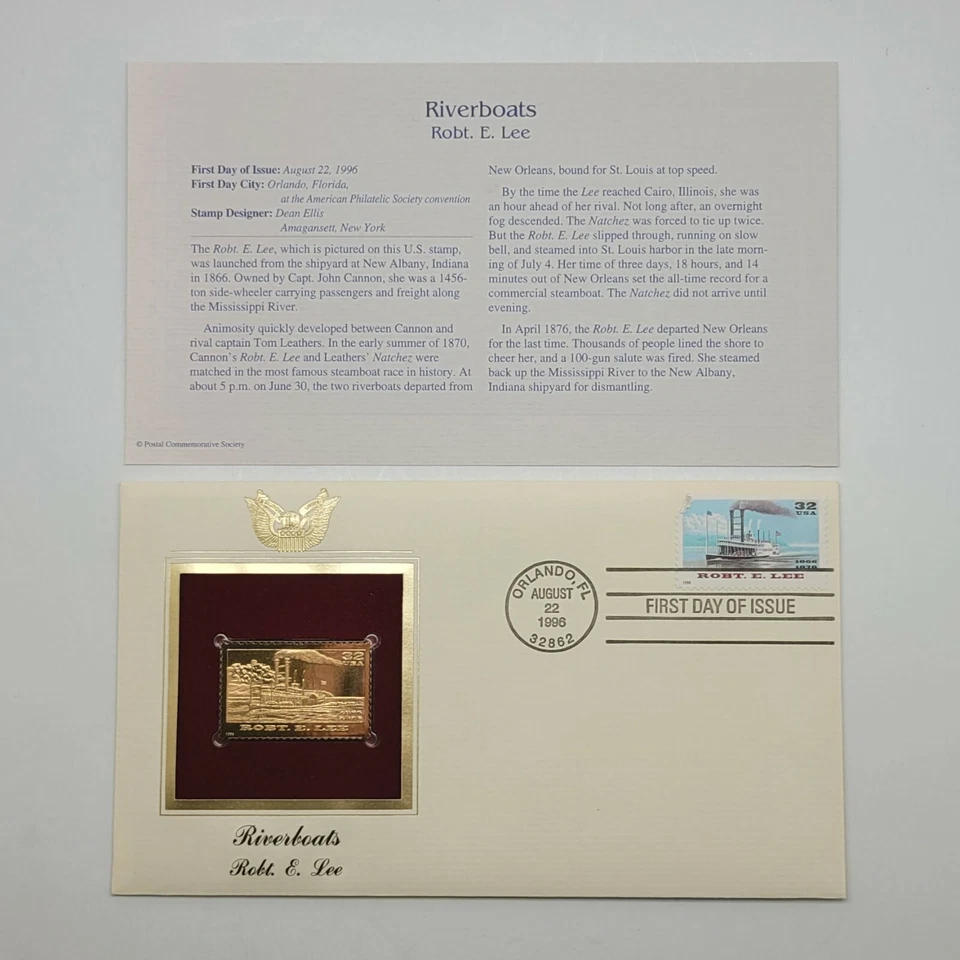 Riverboats
Robt. E. Lee
First Day of Issue: August 22, 1996
First Day City: Orlando, Florida,
at the American Philatelic Society convention
Stamp Designer: Dean Ellis
Amagansett, New York
The Robt. E. Lee, which is pictured on this U.S. stamp,
was launched from the shipyard at New Albany, Indiana
in 1866. Owned by Capt. John Cannon, she was a 1456-
ton side-wheeler carrying passengers and freight along
the Mississippi River.
Animosity quickly developed between Cannon and
rival captain Tom Leathers. In the early summer of 1870,
Cannon's Robt. E. Lee and Leathers' Natchez were
matched in the most famous steamboat race in history. At
about 5 p.m. on June 30, the two riverboats departed from
New Orleans, bound for St. Louis at top speed.
By the time the Lee reached Cairo, Illinois, she was
an hour ahead of her rival. Not long after, an overnight
fog descended. The Natchez was forced to tie up twice.
But the Robt. E. Lee slipped through, running on slow
bell, and steamed into St. Louis harbor in the late morn-
ing of July 4. Her time of three days, 18 hours, and 14
minutes out of New Orleans set the all-time record for a
commercial steamboat. The Natchez did not arrive until
evening.
In April 1876, the Robt. E. Lee departed New Orleans
for the last time. Thousands of people lined the shore to
cheer her, and a 100-gun salute was fired. She steamed
back up the Mississippi River to the New Albany,
Indiana shipyard for dismantling.
© Postal Commemorative Society
32
USA
1866
1876
1996
ROBT. E. LEE
ORLANDO, FL
AUGUST
22
1996
32862
FIRST DAY OF ISSUE
32
USA
1996
ROBT. E. LEE
Riverboats
Robt. E. Lee